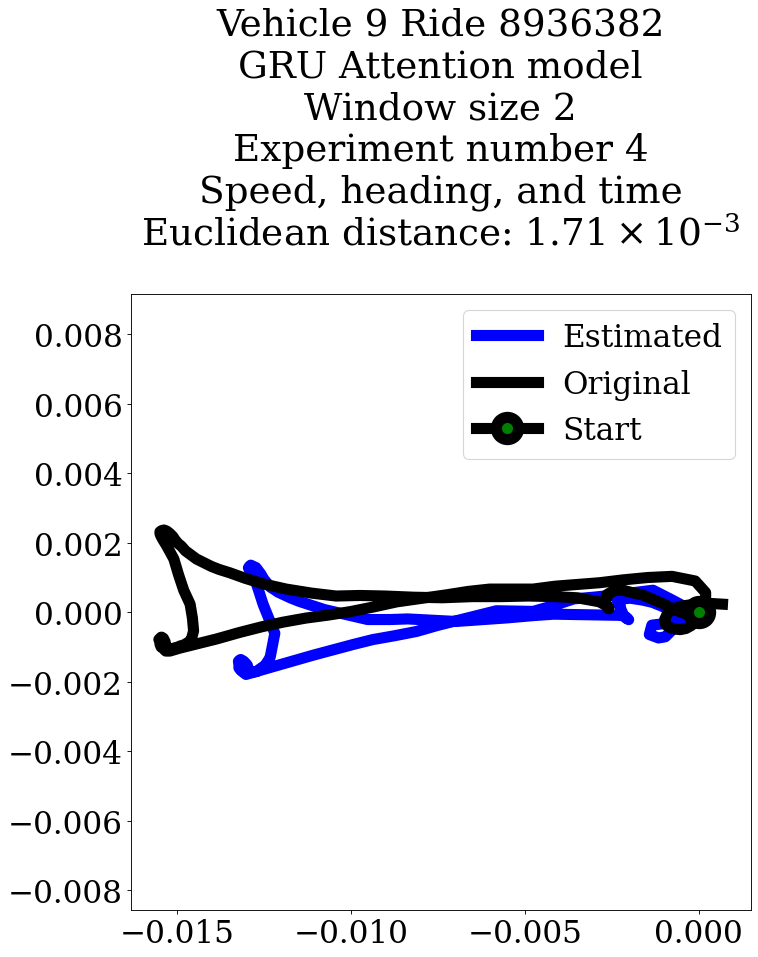 Vehicle 9 Ride 8936382
GRU Attention model
Window size 2
Experiment number 4
Speed, heading, and time
Euclidean distance: 1.71 × 10⁻³
Estimated
Original
Start
0.008
0.006
0.004
0.002
0.000
−0.002
−0.004
−0.006
−0.008
−0.015 −0.010 −0.005 0.000